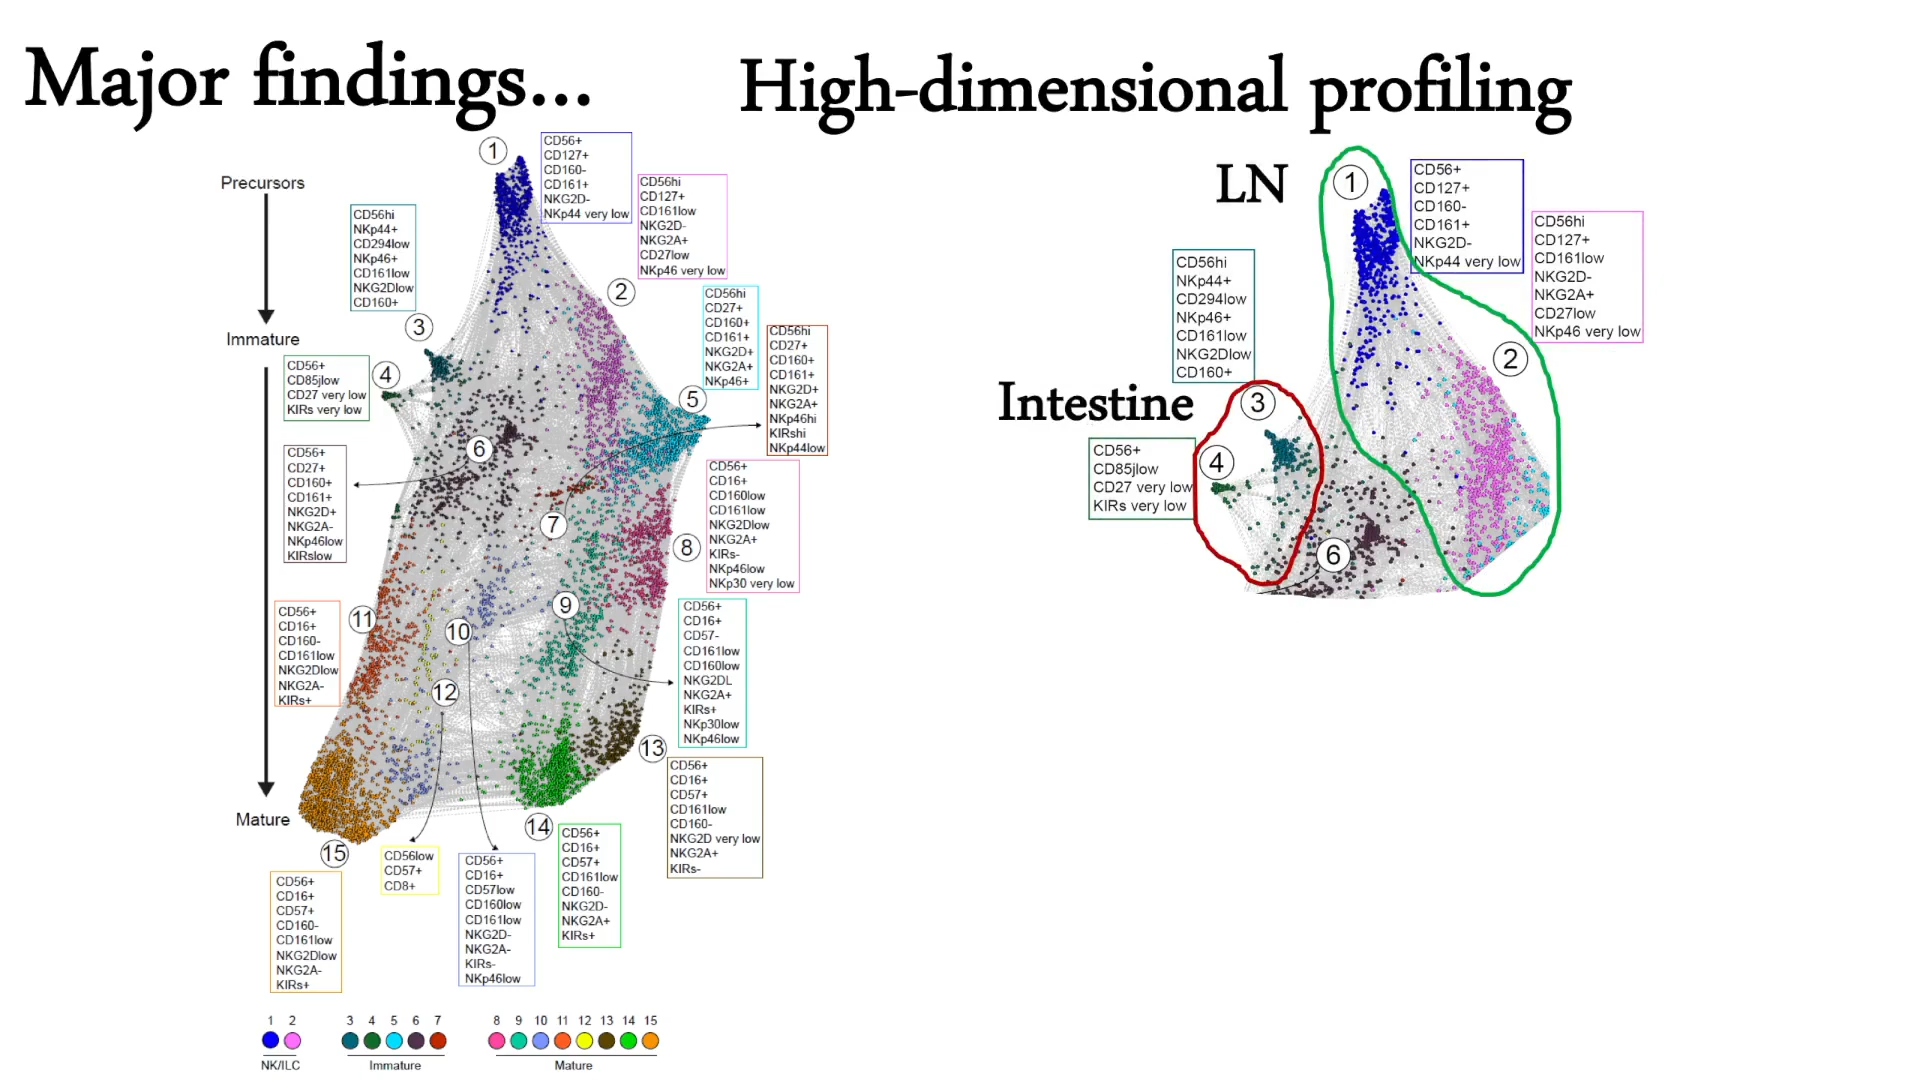 Major findings...
High-dimensional profiling
Precursors
Immature
Mature
1
CD56+
CD127+
CD160-
CD161+
NKG2D-
NKp44 very low
CD56hi
CD127+
CD161low
NKG2D-
NKG2A+
CD27low
NKp46 very low
2
CD56hi
NKp44+
CD294low
NKp46+
CD161low
NKG2Dlow
CD160+
3
CD56+
CD85jlow
CD27 very low
KIRs very low
4
CD56hi
CD27+
CD160+
CD161+
NKG2D+
NKG2A+
NKp46+
5
CD56hi
CD27+
CD160+
CD161+
NKG2D+
NKG2A+
NKp46hi
KIRshi
NKp44low
6
CD56+
CD27+
CD160+
CD161+
NKG2D+
NKG2A-
NKp46low
KIRslow
7
CD56+
CD16+
CD160low
CD161low
NKG2Dlow
NKG2A+
KIRs-
NKp46low
NKp30 very low
8
9
CD56+
CD16+
CD57-
CD161low
CD160low
NKG2DL
NKG2A+
KIRs+
NKp30low
NKp46low
10
11
CD56+
CD16+
CD160-
CD161low
NKG2Dlow
NKG2A-
KIRs+
12
13
CD56+
CD16+
CD57+
CD161low
CD160-
NKG2D very low
NKG2A+
KIRs-
14
CD56+
CD16+
CD57+
CD161low
CD160-
NKG2D-
NKG2A+
KIRs+
15
CD56+
CD16+
CD57+
CD160-
CD161low
NKG2Dlow
NKG2A-
KIRs+
CD56low
CD57+
CD8+
CD56+
CD16+
CD57low
CD160low
CD161low
NKG2D-
NKG2A-
KIRs-
NKp46low
1 2 3 4 5 6 7 8 9 10 11 12 13 14 15
NK/ILC Immature Mature
LN
1
CD56+
CD127+
CD160-
CD161+
NKG2D-
NKp44 very low
CD56hi
CD127+
CD161low
NKG2D-
NKG2A+
CD27low
NKp46 very low
2
CD56hi
NKp44+
CD294low
NKp46+
CD161low
NKG2Dlow
CD160+
Intestine
3
CD56+
CD85jlow
CD27 very low
KIRs very low
4
6